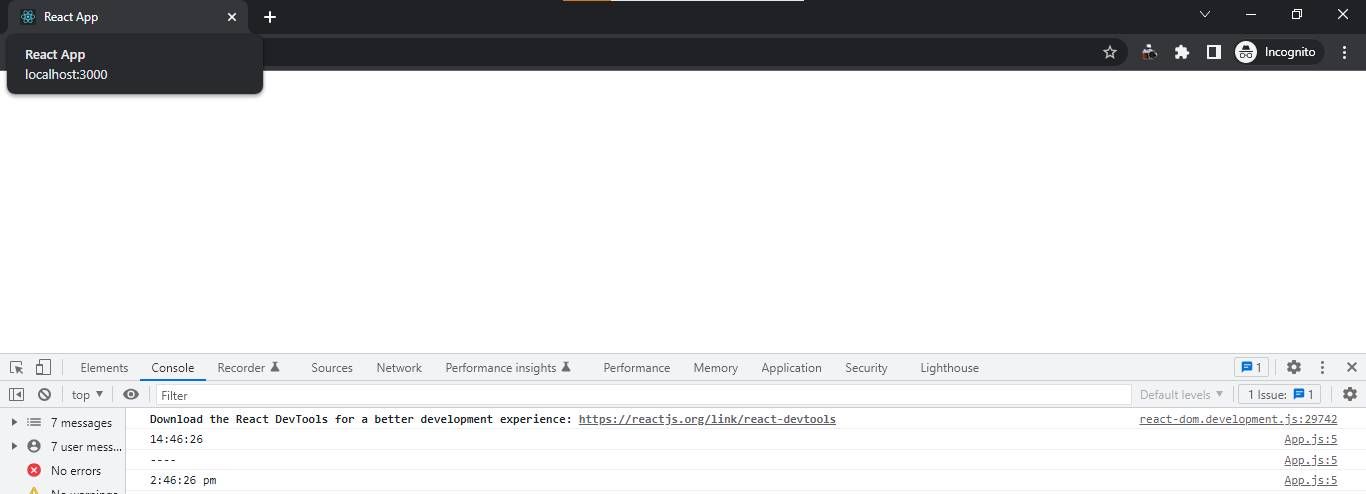 React App
React App
localhost:3000
Incognito
Elements Console Recorder Sources Network Performance insights Performance Memory Application Security Lighthouse 1
top Filter Default levels 1 Issue: 1
7 messages
7 user mess...
No errors
No warnings
Download the React DevTools for a better development experience: https://reactjs.org/link/react-devtools react-dom.development.js:29742
14:46:26 App.js:5
---- App.js:5
2:46:26 pm App.js:5